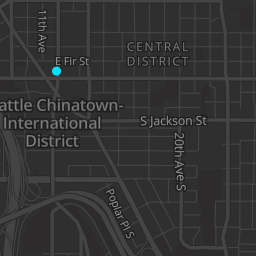 11th Ave
E Fir St
CENTRAL
DISTRICT
attle Chinatown-
International
District
S Jackson St
20th Ave S
Poplar Pl S